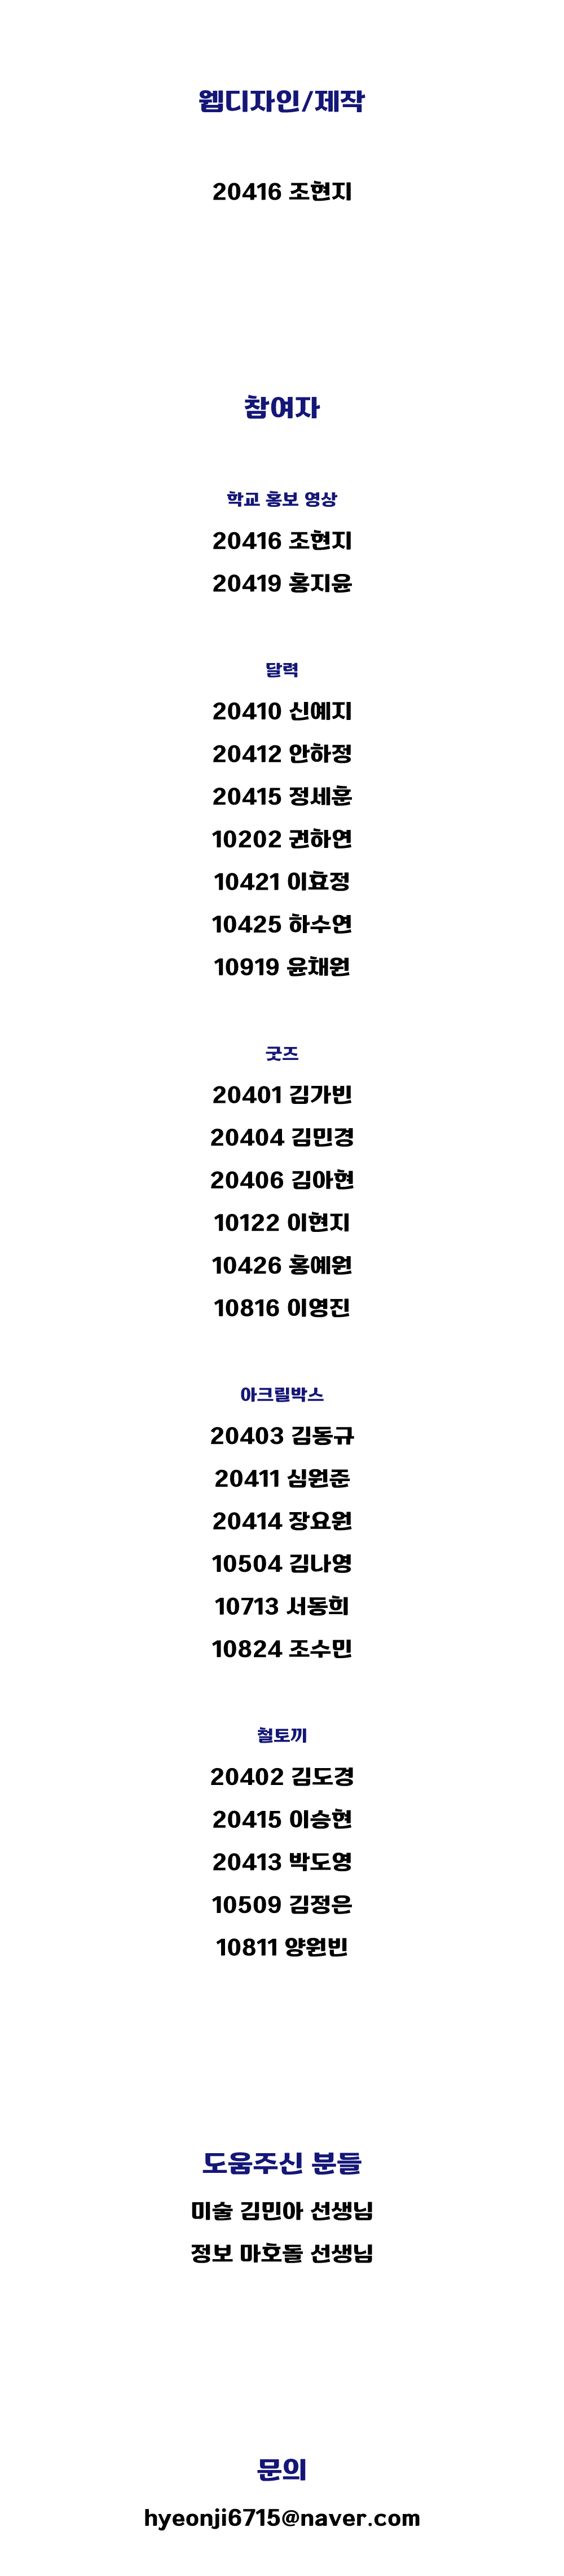 웹디자인/제작
20416 조현지
참여자
학교 홍보 영상
20416 조현지
20419 홍지윤
달력
20410 신예지
20412 안하정
20415 정세훈
10202 권하연
10421 이효정
10425 하수연
10919 윤채원
굿즈
20401 김가빈
20404 김민경
20406 김아현
10122 이현지
10426 홍예원
10816 이영진
아크릴박스
20403 김동규
20411 심원준
20414 장요원
10504 김나영
10713 서동희
10824 조수민
철토끼
20402 김도경
20415 이승현
20413 박도영
10509 김정은
10811 양원빈
도움주신 분들
미술 김민아 선생님
정보 마호돌 선생님
문의
hyeonji6715@naver.com